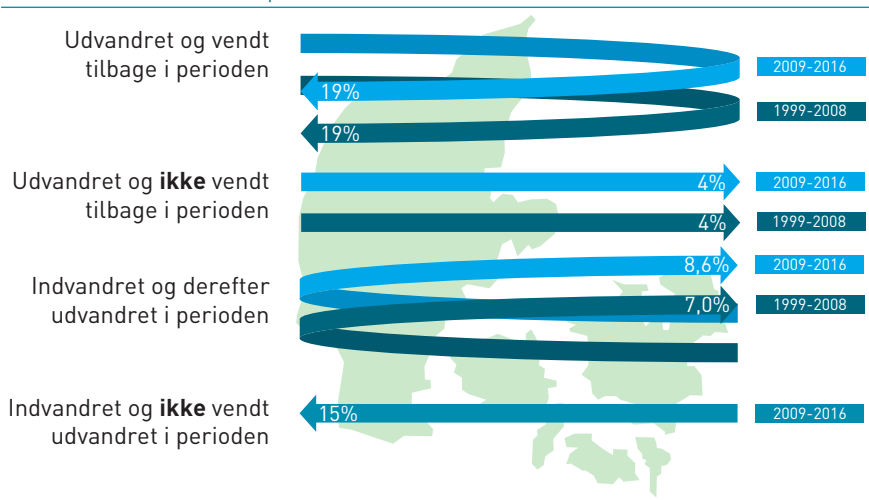 Udvandret og vendt
tilbage i perioden
2009-2016
19%
1999-2008
19%
Udvandret og ikke vendt
tilbage i perioden
4%
2009-2016
4%
1999-2008
Indvandret og derefter
udvandret i perioden
8,6%
2009-2016
7,0%
1999-2008
Indvandret og ikke vendt
udvandret i perioden
15%
2009-2016